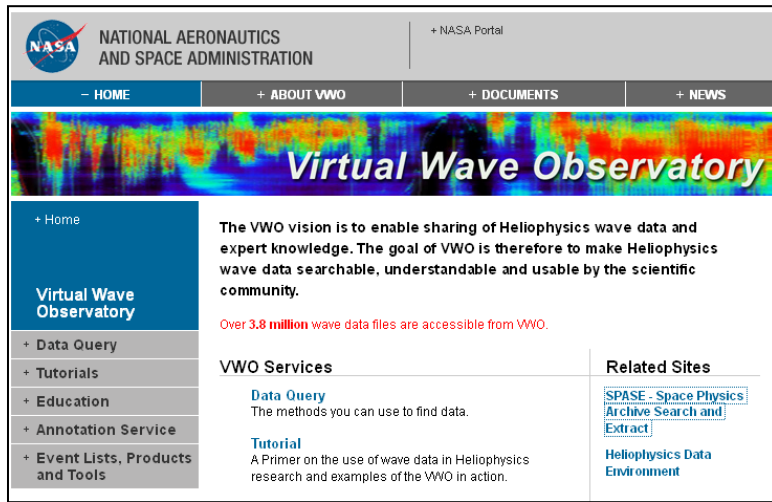 NASA
NATIONAL AERONAUTICS
AND SPACE ADMINISTRATION
+ NASA Portal
− HOME
+ ABOUT VWO
+ DOCUMENTS
+ NEWS
Virtual Wave Observatory
+ Home
Virtual Wave
Observatory
+ Data Query
+ Tutorials
+ Education
+ Annotation Service
+ Event Lists, Products
and Tools
The VWO vision is to enable sharing of Heliophysics wave data and
expert knowledge. The goal of VWO is therefore to make Heliophysics
wave data searchable, understandable and usable by the scientific
community.
Over 3.8 million wave data files are accessible from VWO.
VWO Services
Data Query
The methods you can use to find data.
Tutorial
A Primer on the use of wave data in Heliophysics
research and examples of the VWO in action.
Related Sites
SPASE - Space Physics
Archive Search and
Extract
Heliophysics Data
Environment